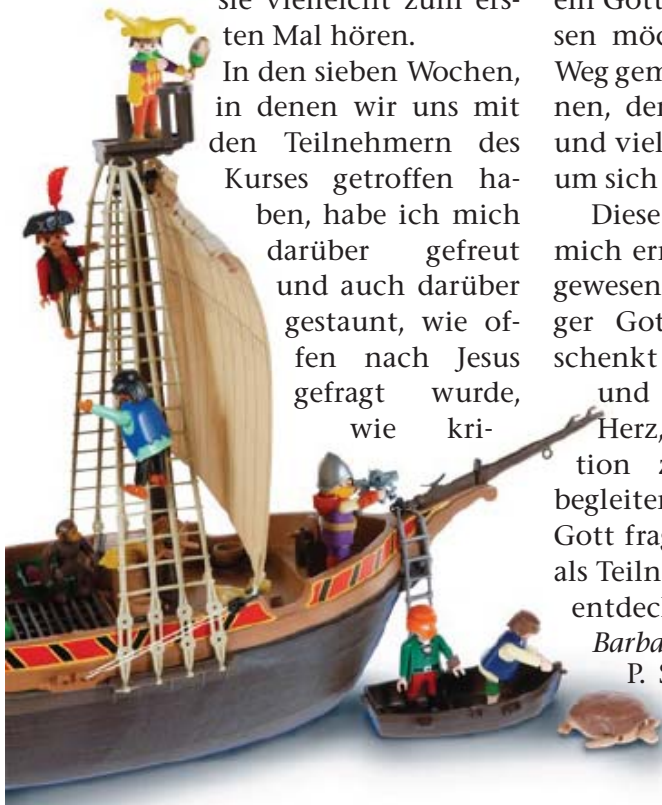 sie vielleicht zum ers-
ten Mal hören.
In den sieben Wochen,
in denen wir uns mit
den Teilnehmern des
Kurses getroffen ha-
ben, habe ich mich
darüber gefreut
und auch darüber
gestaunt, wie of-
fen nach Jesus
gefragt wurde,
wie kri-
ein Gott
sen möc
Weg gem
nen, der
und viel
um sich
Diese
mich err
gewesen
ger Got
schenkt
und
Herz,
tion z
begleiter
Gott frag
als Teiln
entdecl
Barba
P. S